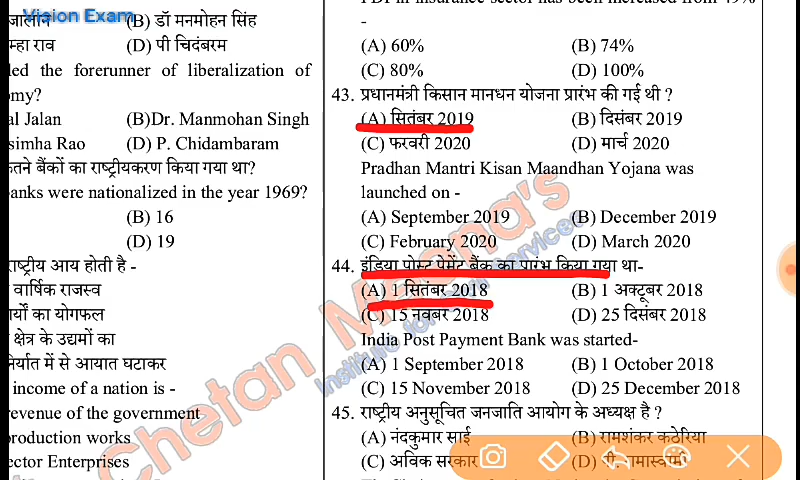 Vision Exam
जालान (B) डॉ मनमोहन सिंह
म्हा राव (D) पी चिदंबरम
led the forerunner of liberalization of
omy?
al Jalan (B)Dr. Manmohan Singh
simha Rao (D) P. Chidambaram
कतने बैंकों का राष्ट्रीयकरण किया गया था?
banks were nationalized in the year 1969?
(B) 16
(D) 19
राष्ट्रीय आय होती है -
वार्षिक राजस्व
र्यों का योगफल
क्षेत्र के उद्यमों का
निर्यात में से आयात घटाकर
income of a nation is -
revenue of the government
production works
ector Enterprises
FDI in insurance sector has been increased from 49%
-
(A) 60% (B) 74%
(C) 80% (D) 100%
43. प्रधानमंत्री किसान मानधन योजना प्रारंभ की गई थी ?
(A) सितंबर 2019 (B) दिसंबर 2019
(C) फरवरी 2020 (D) मार्च 2020
Pradhan Mantri Kisan Maandhan Yojana was
launched on -
(A) September 2019 (B) December 2019
(C) February 2020 (D) March 2020
44. इंडिया पोस्ट पेमेंट बैंक का प्रारंभ किया गया था-
(A) 1 सितंबर 2018 (B) 1 अक्टूबर 2018
(C) 15 नवंबर 2018 (D) 25 दिसंबर 2018
India Post Payment Bank was started-
(A) 1 September 2018 (B) 1 October 2018
(C) 15 November 2018 (D) 25 December 2018
45. राष्ट्रीय अनुसूचित जनजाति आयोग के अध्यक्ष है ?
(A) नंदकुमार साई (B) रामशंकर कठेरिया
(C) अविक सरकार (D) ए. रामास्वामी
Chetan Meena's